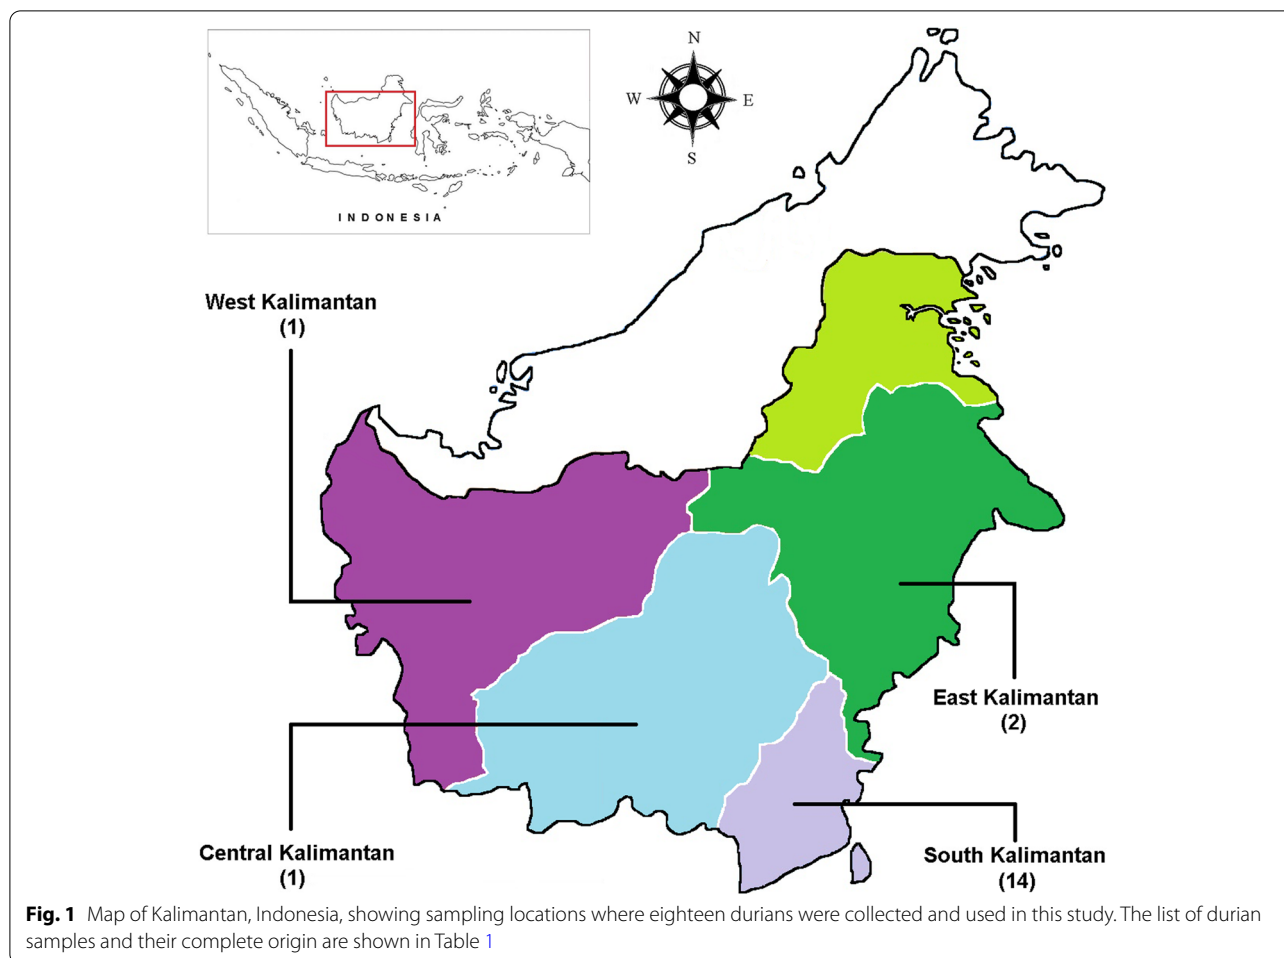 N
W
E
S
INDONESIA
West Kalimantan
(1)
East Kalimantan
(2)
Central Kalimantan
(1)
South Kalimantan
(14)
Fig. 1 Map of Kalimantan, Indonesia, showing sampling locations where eighteen durians were collected and used in this study. The list of durian
samples and their complete origin are shown in Table 1